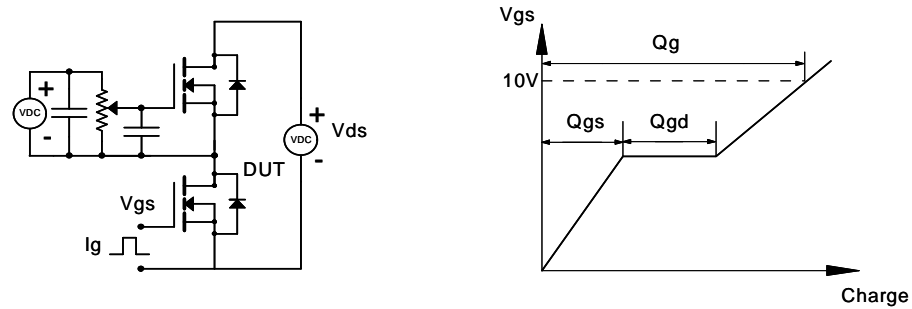 +
VDC
-
+
VDC
-
Vds
DUT
Vgs
Ig
Vgs
Qg
10V
Qgs
Qgd
Charge